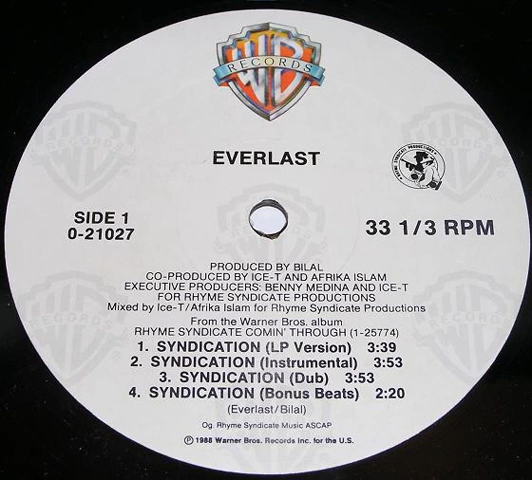 WB
RECORDS
EVERLAST
RHYME SYNDICATE PRODUCTIONS
SIDE 1
0-21027
33 1/3 RPM
PRODUCED BY BILAL
CO-PRODUCED BY ICE-T AND AFRIKA ISLAM
EXECUTIVE PRODUCERS: BENNY MEDINA AND ICE-T
FOR RHYME SYNDICATE PRODUCTIONS
Mixed by Ice-T/Afrika Islam for Rhyme Syndicate Productions
From the Warner Bros. album
RHYME SYNDICATE COMIN' THROUGH (1-25774)
1. SYNDICATION (LP Version) 3:39
2. SYNDICATION (Instrumental) 3:53
3. SYNDICATION (Dub) 3:53
4. SYNDICATION (Bonus Beats) 2:20
(Everlast/Bilal)
Og. Rhyme Syndicate Music ASCAP
℗ 1988 Warner Bros. Records Inc. for the U.S.